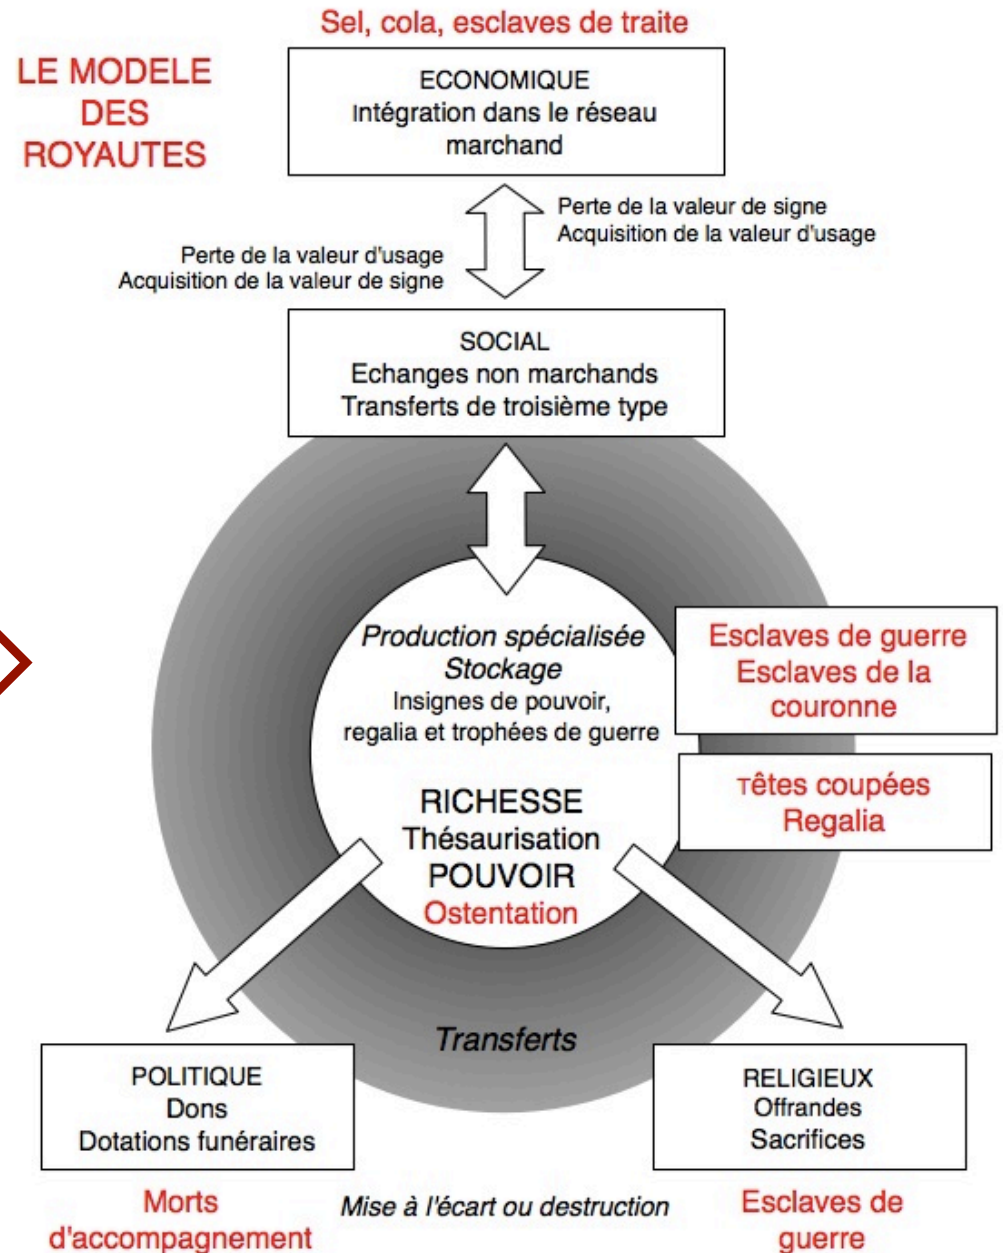 Sel, cola, esclaves de traite
LE MODELE
DES
ROYAUTES
ECONOMIQUE
Intégration dans le réseau
marchand
Perte de la valeur de signe
Acquisition de la valeur d'usage
Perte de la valeur d'usage
Acquisition de la valeur de signe
SOCIAL
Echanges non marchands
Transferts de troisième type
Production spécialisée
Stockage
Insignes de pouvoir,
regalia et trophées de guerre
RICHESSE
Thésaurisation
POUVOIR
Ostentation
Esclaves de guerre
Esclaves de la
couronne
Têtes coupées
Regalia
Transferts
POLITIQUE
Dons
Dotations funéraires
RELIGIEUX
Offrandes
Sacrifices
Morts
d'accompagnement
Mise à l'écart ou destruction
Esclaves de
guerre